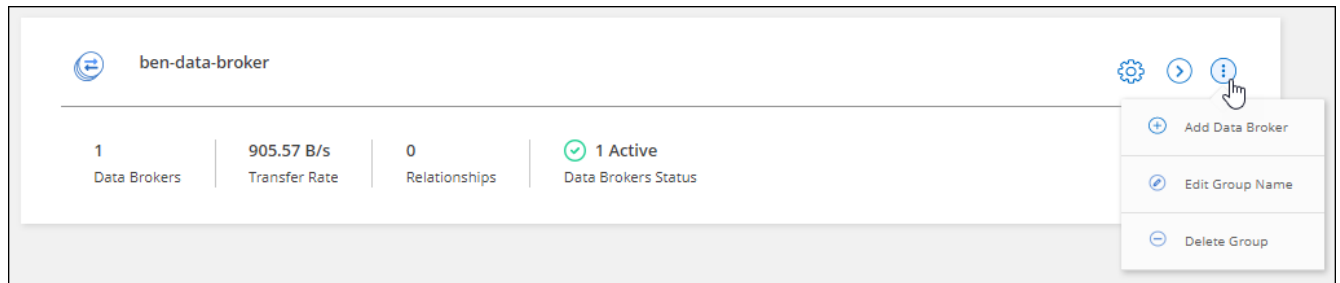 ben-data-broker
1
Data Brokers
905.57 B/s
Transfer Rate
0
Relationships
1 Active
Data Brokers Status
Add Data Broker
Edit Group Name
Delete Group